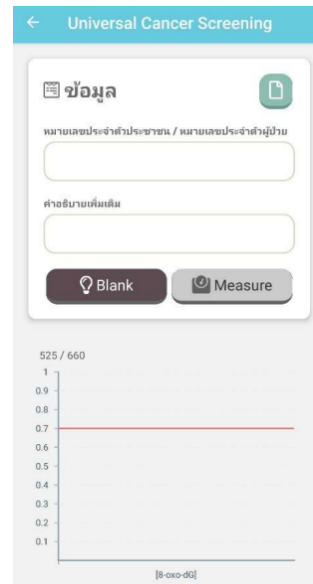 Universal Cancer Screening
ข้อมูล
หมายเลขประจำตัวประชาชน / หมายเลขประจำตัวผู้ป่วย
คำอธิบายเพิ่มเติม
Blank
Measure
525 / 660
1
0.9
0.8
0.7
0.6
0.5
0.4
0.3
0.2
0.1
[8-oxo-dG]